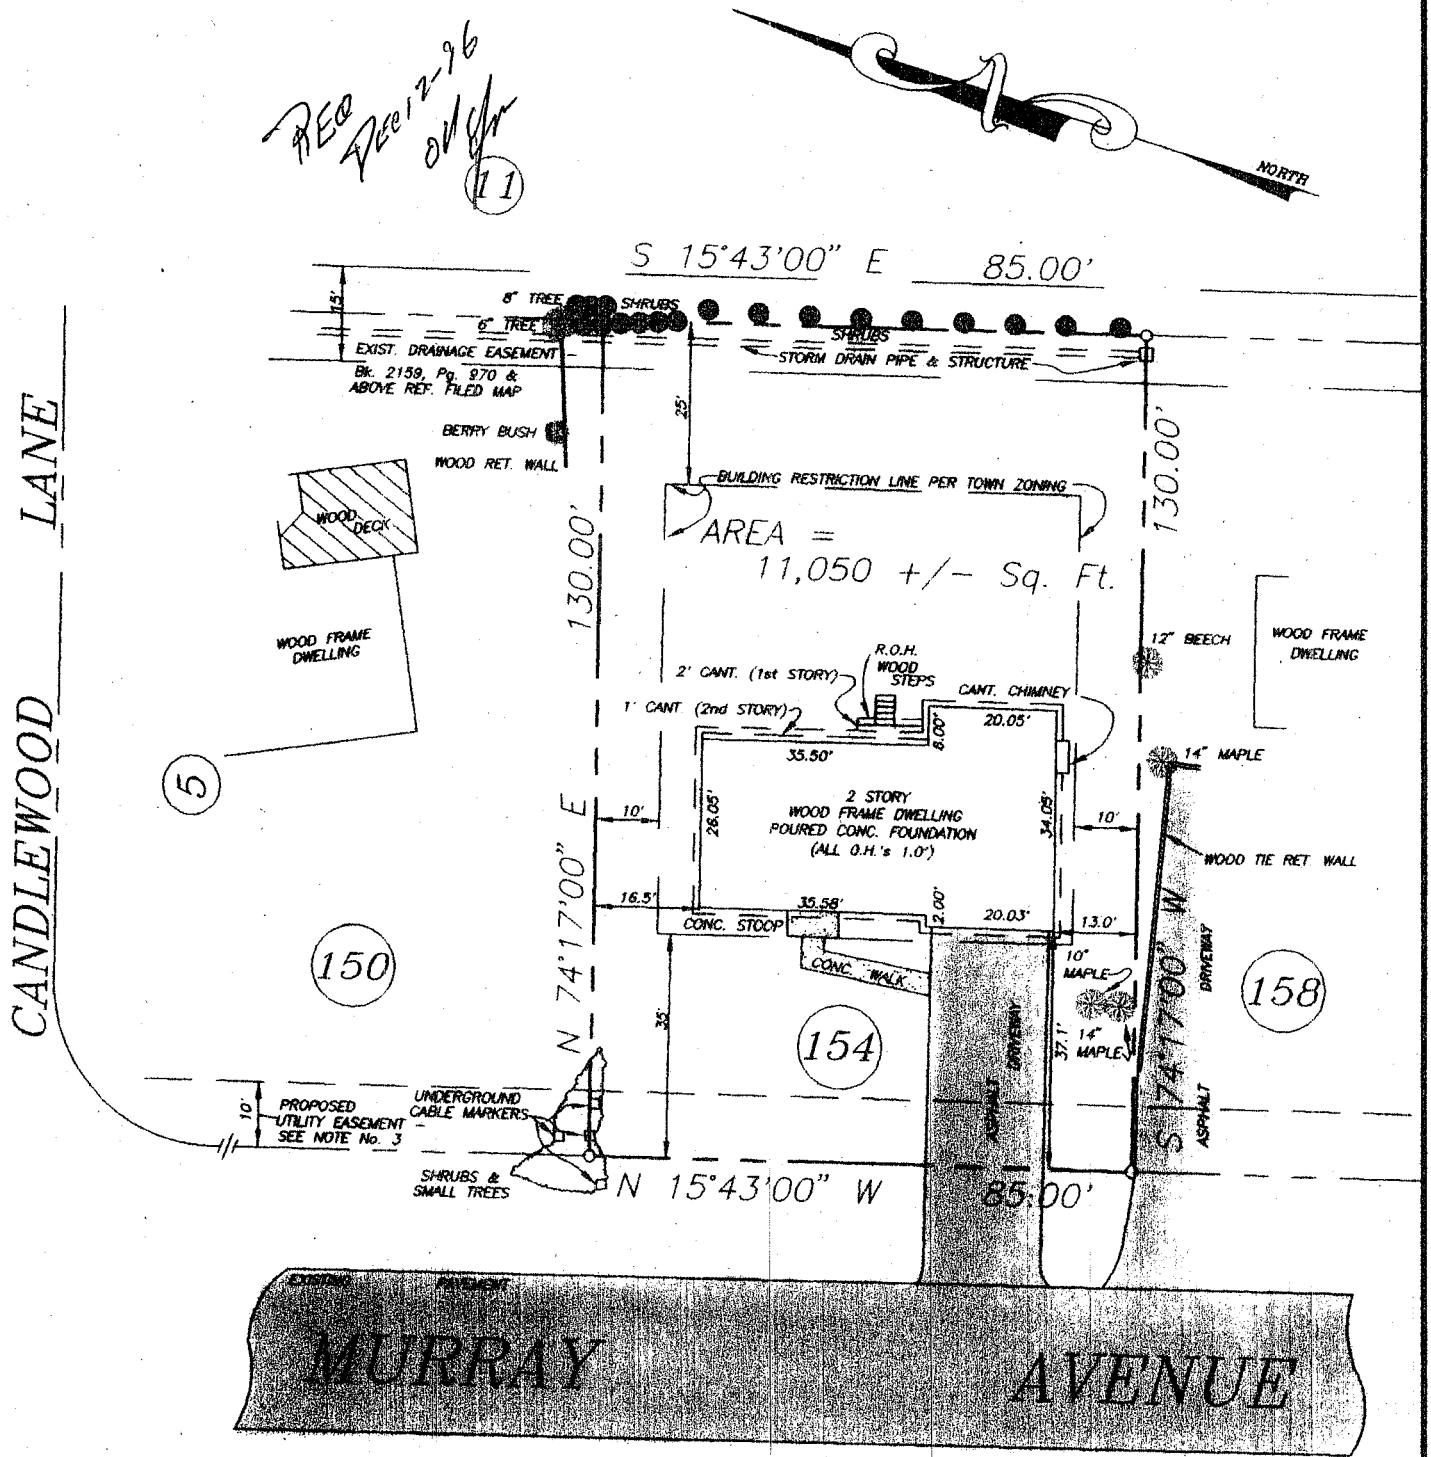 REC
DEC 12-96
11
NORTH
S 15°43'00" E 85.00'
15'
8" TREE
SHRUBS
6" TREE
SHRUBS
EXIST. DRAINAGE EASEMENT
STORM DRAIN PIPE & STRUCTURE
Bk. 2159, Pg. 970 &
ABOVE REF. FILED MAP
25'
BERRY BUSH
WOOD RET. WALL
BUILDING RESTRICTION LINE PER TOWN ZONING
130.00'
130.00'
CANDLEWOOD LANE
WOOD
DECK
AREA =
11,050 +/- Sq. Ft.
WOOD FRAME
DWELLING
12" BEECH
WOOD FRAME
DWELLING
R.O.H.
WOOD
STEPS
2' CANT. (1st STORY)
1' CANT. (2nd STORY)
CANT. CHIMNEY
20.05'
8.00'
35.50'
14" MAPLE
5
2 STORY
WOOD FRAME DWELLING
POURED CONC. FOUNDATION
(ALL O.H.'s 1.0')
26.05'
34.05'
10'
10'
WOOD TIE RET. WALL
N 74°17'00" E
S 74°17'00" W
16.5'
35.58'
2.00'
20.03'
13.0'
CONC. STOOP
CONC. WALK
10"
MAPLE
14"
MAPLE
150
154
158
35'
37.1'
ASPHALT DRIVEWAY
ASPHALT DRIVEWAY
10'
PROPOSED
UTILITY EASEMENT
SEE NOTE No. 3
UNDERGROUND
CABLE MARKERS
SHRUBS &
SMALL TREES
N 15°43'00" W 85.00'
EXISTING PAVEMENT
MURRAY AVENUE